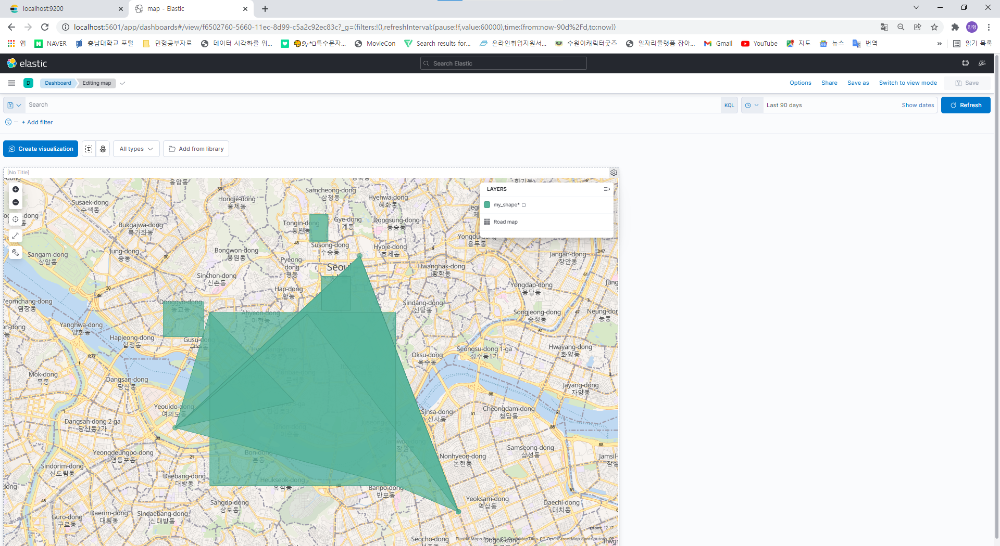 localhost:9200
map - Elastic
localhost:5601/app/dashboards#/view/f6502760-5660-11ec-8d99-c5a2c92ec83c?_g=(filters:!(),refreshInterval:(pause:!f,value:60000),time:(from:now-90d%2Fd,to:now))
민형
앱
NAVER
충남대학교 포털
민형공부자료
데이터 시각화를 위...
MovieCon
Search results for...
온라인취업지원서...
수원이캐릭터굿즈
일자리플랫폼 잡아...
Gmail
YouTube
지도
뉴스
번역
»
읽기 목록
elastic
Search Elastic
D
Dashboard
Editing map
Options
Share
Save as
Switch to view mode
Save
Search
KQL
Last 90 days
Show dates
Refresh
+ Add filter
Create visualization
All types
Add from library
[No Title]
LAYERS
my_shape*
Road map
응암동
Samcheong-dong
삼청동
Hyehwa-dong
혜화동
Hongje-dong
홍제동
Susaek-dong
수색동
Bukgajwa-dong
북가좌동
Tongin-dong
통인동
Gye-dong
계동
Dongsung-dong
동숭동
용두동
Susong-dong
수송동
Hyoje-dong
효제동
Sangam-dong
상암동
Jung-dong
중동
Bongwon-dong
봉원동
Pyeong-
dong
평동
Seoul
Hwanghak-dong
황학동
Jangan-dong
장안동
Sinchon-dong
신촌동
Hap-dong
합동
Yongdap-dong
용답동
Yeomchang-dong
염창동
Donggyo-dong
동교동
Sindang-dong
신당동
Ahyeon-dong
아현동
Songjeong-dong
송정동
Neung-dong
능동
Yanghwa-dong
양화동
Hapjeong-dong
합정동
Gusu-dong
구수동
Oksu-dong
옥수동
Seongsu-dong 1-ga
성수동1가
Hwayang-dong
화양동
Mok-dong
목동
Dangsan-dong
당산동
Jayang-dong
자양동
Yeouido-dong
여의도동
Sinsa-dong
신사동
Cheongdam-dong
청담동
Dangsan-dong 2-ga
당산동2가
Yeongdeungpo-dong
영등포동
Bon-dong
본동
Nonhyeon-dong
논현동
Samseong-dong
삼성동
Jamsil-
Sindorim-dong
신도림동
Daebang-dong
대방동
Heukseok-dong
흑석동
Banpo-dong
반포동
Yeoksam-dong
역삼동
Daechi-dong
대치동
Sangdo-dong
상도동
Guro-dong
구로동
Daerim-dong
대림동
Sindaebang-dong
신대방동
Seocho-dong
Dogok-dong
zoom: 12.17
Elastic Maps Service
OpenMapTiles
OpenStreetMap contributors